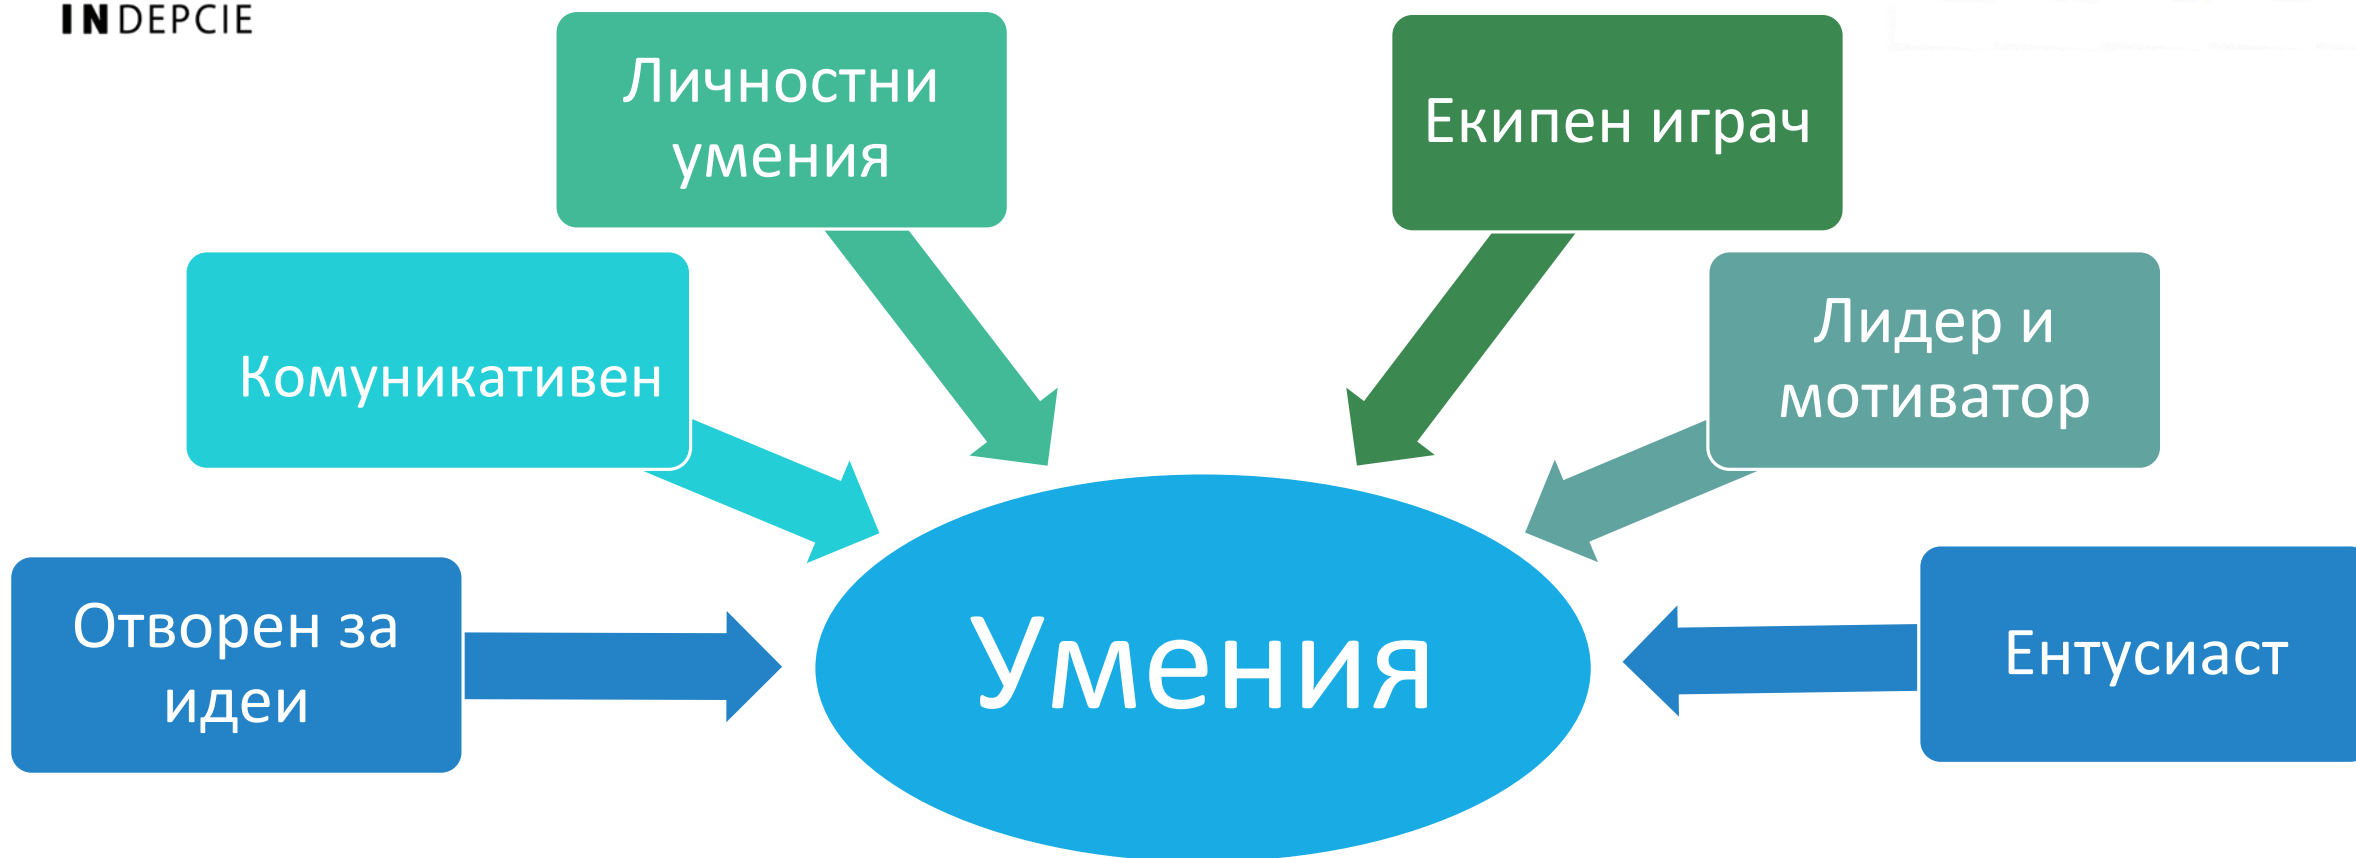 INDEPCIE
Личностни
умения
Екипен играч
Комуникативен
Лидер и
мотиватор
Отворен за
идеи
Умения
Ентусиаст